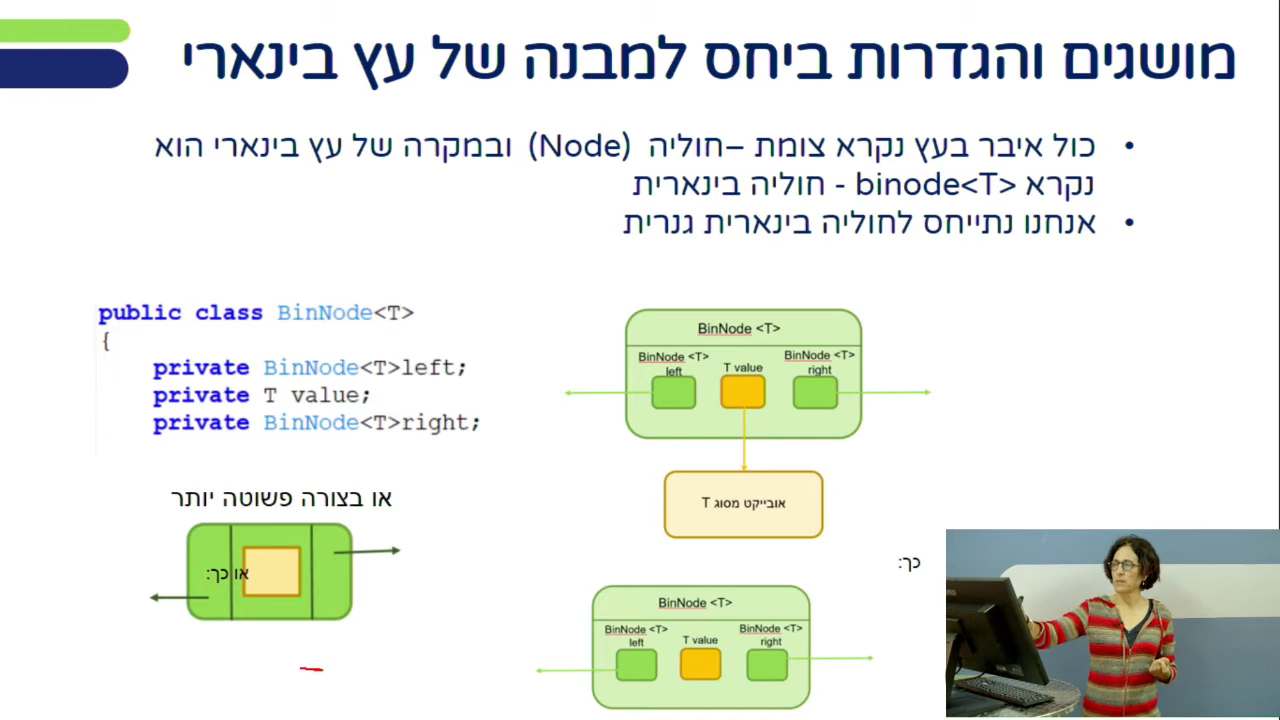 מושגים והגדרות ביחס למבנה של עץ בינארי
• כול איבר בעץ נקרא צומת –חוליה (Node) ובמקרה של עץ בינארי הוא
נקרא binode<T> - חוליה בינארית
• אנחנו נתייחס לחוליה בינארית גנרית
public class BinNode<T>
{
private BinNode<T>left;
private T value;
private BinNode<T>right;
BinNode <T>
BinNode <T>
left
T value
BinNode <T>
right
אובייקט מסוג T
או בצורה פשוטה יותר
או כך:
כך:
BinNode <T>
BinNode <T>
left
T value
BinNode <T>
right